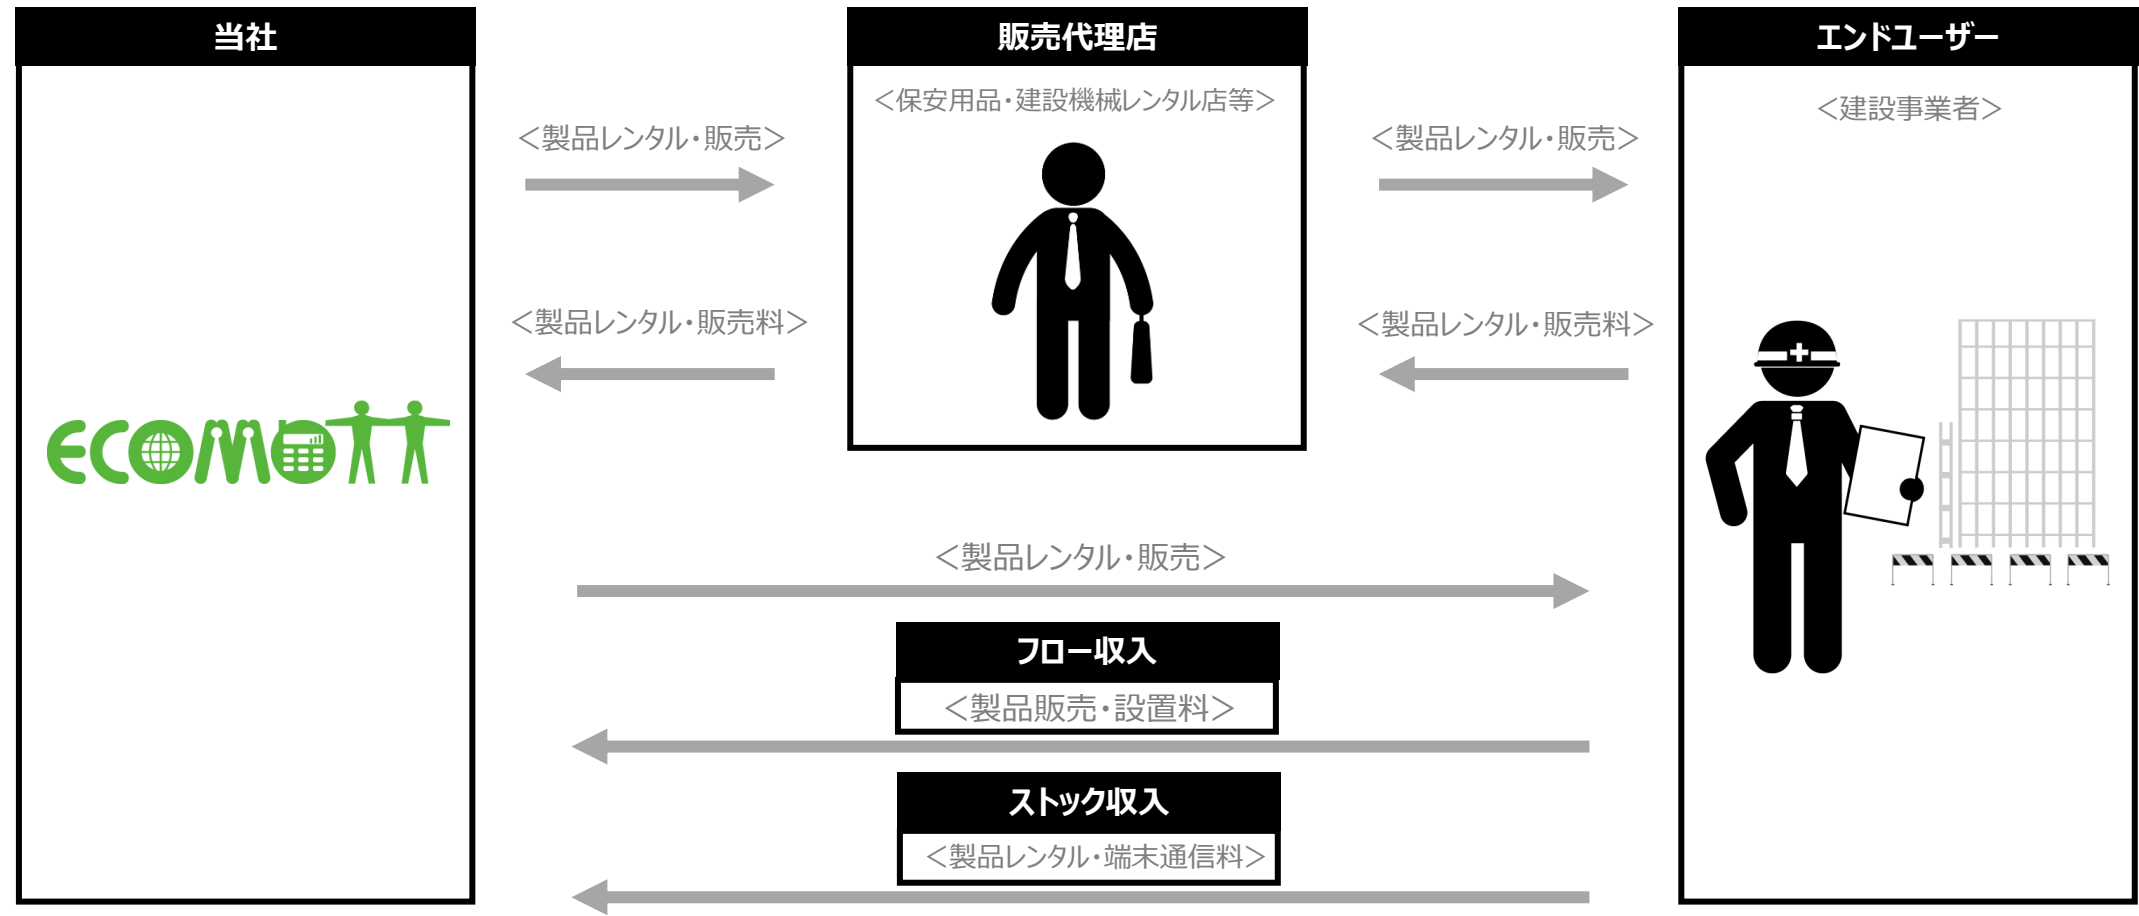 当社
販売代理店
エンドユーザー
＜保安用品・建設機械レンタル店等＞
＜建設事業者＞
＜製品レンタル・販売＞
＜製品レンタル・販売＞
＜製品レンタル・販売料＞
＜製品レンタル・販売料＞
ECOMOTT
＜製品レンタル・販売＞
フロー収入
＜製品販売・設置料＞
ストック収入
＜製品レンタル・端末通信料＞